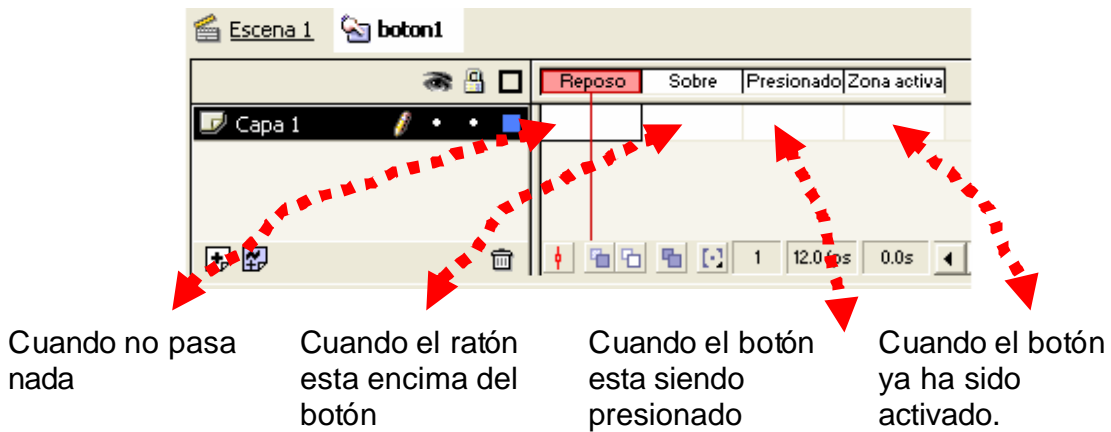 Escena 1 boton1
Reposo Sobre Presionado Zona activa
Capa 1
1 12.0 fps 0.0s
Cuando no pasa
nada
Cuando el ratón
esta encima del
botón
Cuando el botón
esta siendo
presionado
Cuando el botón
ya ha sido
activado.